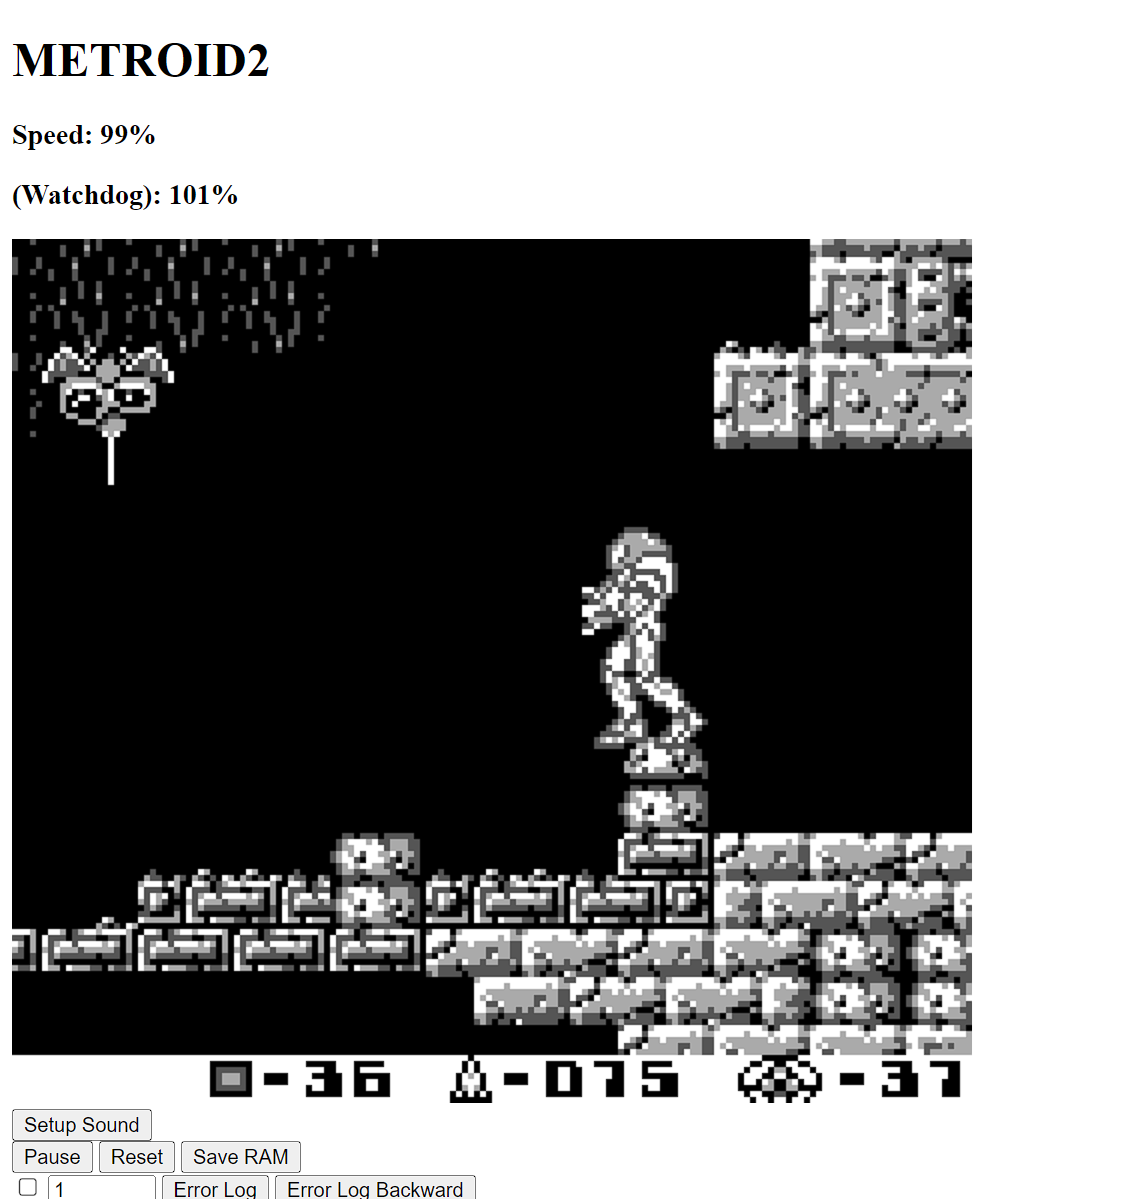 METROID2
Speed: 99%
(Watchdog): 101%
- 36 - 075 - 37
Setup Sound
Pause Reset Save RAM
1 Error Log Error Log Backward